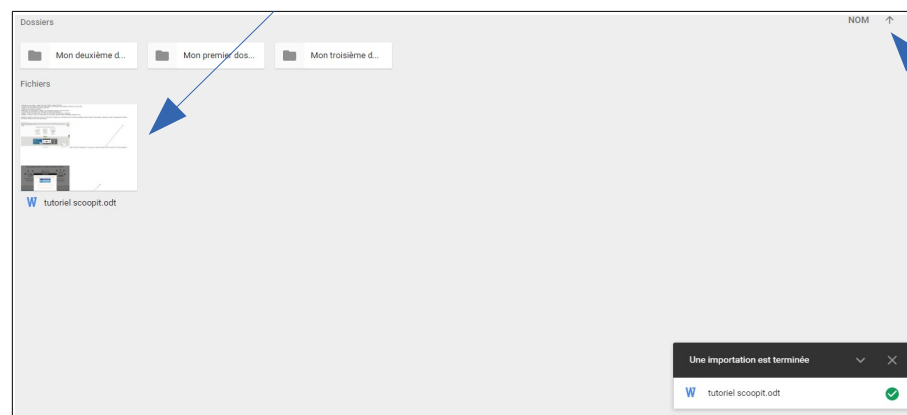 Dossiers
NOM
Mon deuxième d...
Mon premier dos...
Mon troisième d...
Fichiers
tutoriel scoopit.odt
Une importation est terminée
tutoriel scoopit.odt